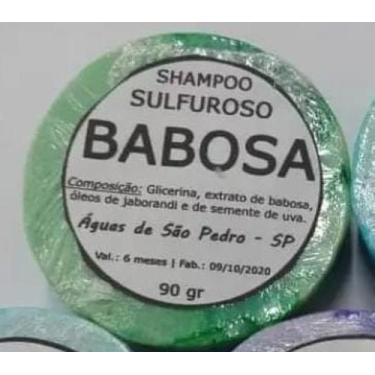 SHAMPOO
SULFUROSO
BABOSA
Composição: Glicerina, extrato de babosa,
óleos de jaborandi e de semente de uva.
Águas de São Pedro - SP
Val.: 6 meses | Fab.: 09/10/2020
90 gr